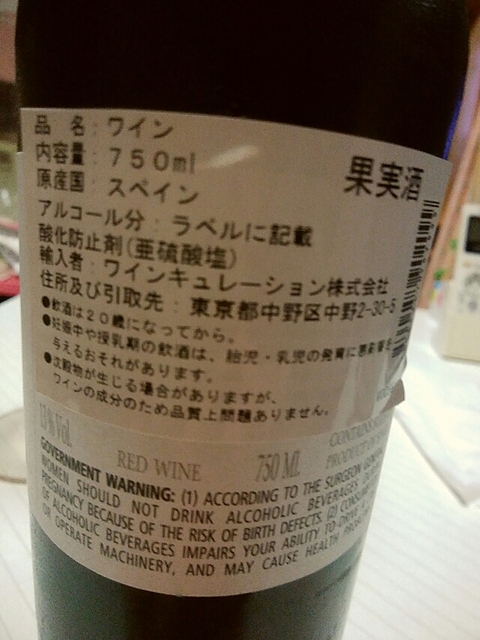 品 名：ワイン
内容量：750ml
果実酒
原産国：スペイン
アルコール分：ラベルに記載
酸化防止剤(亜硫酸塩)
輸入者：ワインキュレーション株式会社
住所及び引取先：東京都中野区中野2-30-5
●飲酒は20歳になってから。
●妊娠中や授乳期の飲酒は、胎児・乳児の発育に悪影響を
与えるおそれがあります。
●沈殿物が生じる場合がありますが、
ワインの成分のため品質上問題ありません。
13%Vol. RED WINE 750 ML CONTAINS
PRODUCT OF
GOVERNMENT WARNING: (1) ACCORDING TO THE SURGEON
WOMEN SHOULD NOT DRINK ALCOHOLIC BEVERAGES
PREGNANCY BECAUSE OF THE RISK OF BIRTH DEFECTS. (2)
OF ALCOHOLIC BEVERAGES IMPAIRS YOUR ABILITY TO
OR OPERATE MACHINERY, AND MAY CAUSE HEALTH